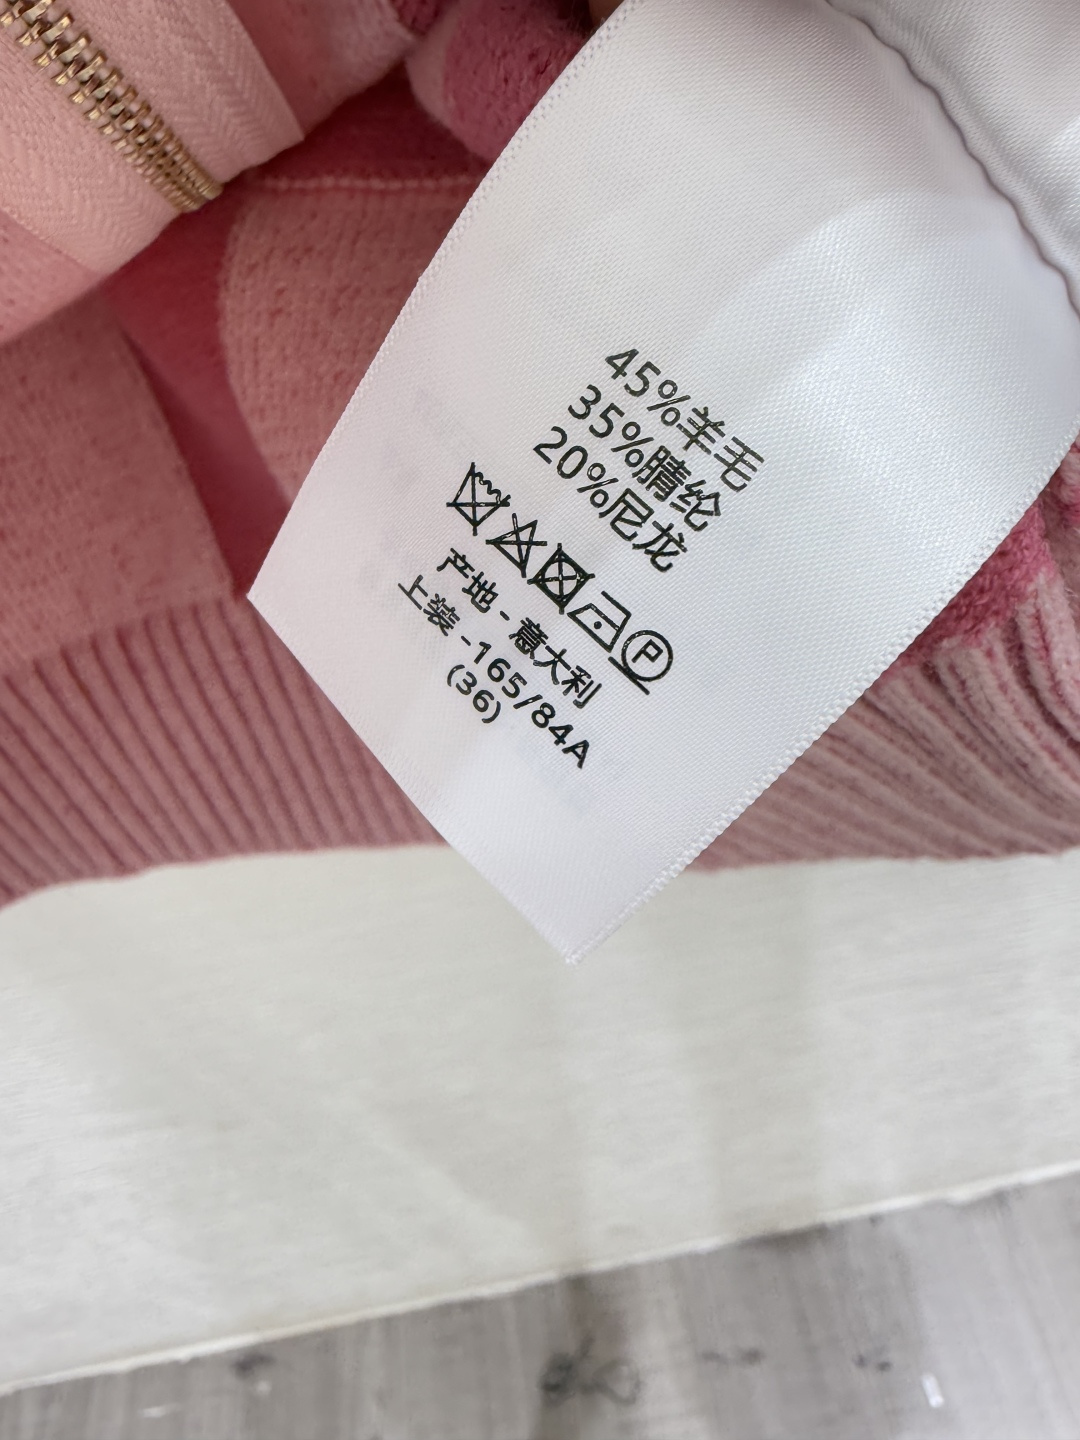 45%羊毛
35%腈纶
20%尼龙
P
产地 - 意大利
上装 -165/84A
(36)